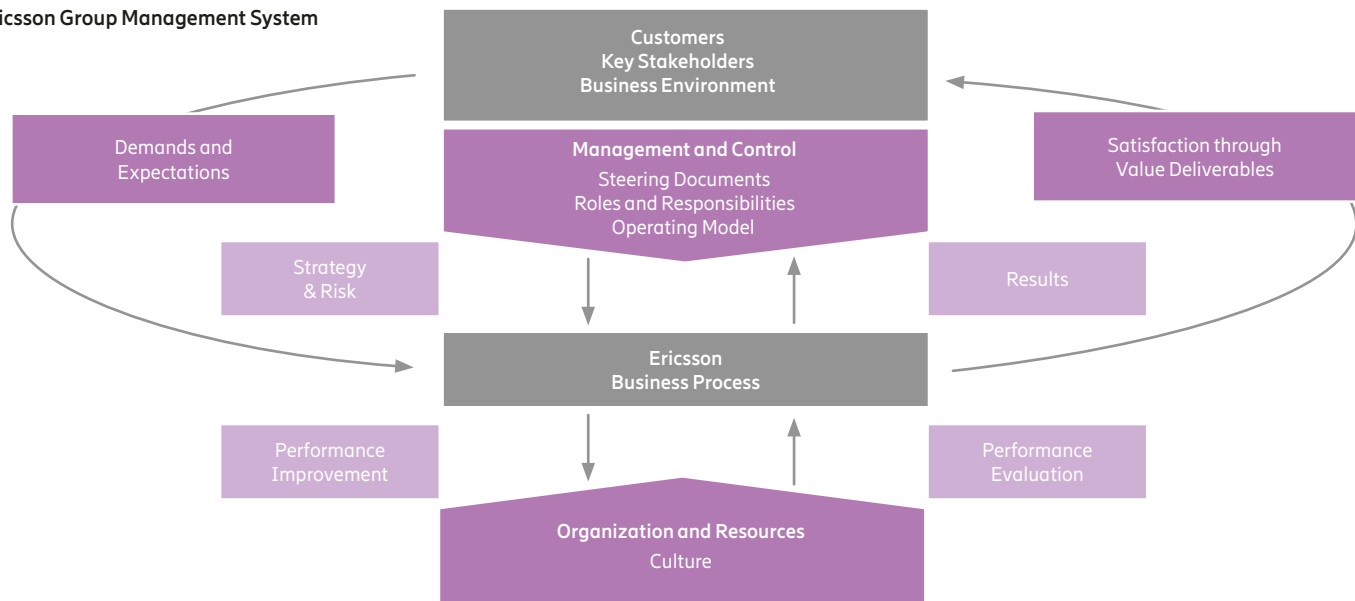 icsson Group Management System
Customers
Key Stakeholders
Business Environment
Demands and
Expectations
Management and Control
Steering Documents
Roles and Responsibilities
Operating Model
Satisfaction through
Value Deliverables
Strategy
& Risk
Results
Ericsson
Business Process
Performance
Improvement
Performance
Evaluation
Organization and Resources
Culture